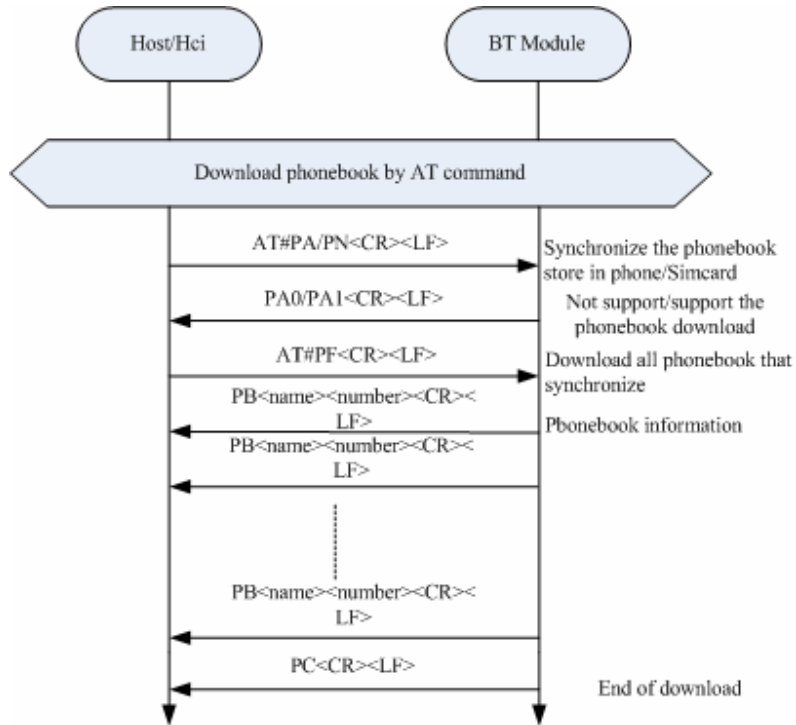 Host/Hci
BT Module
Download phonebook by AT command
AT#PA/PN<CR><LF>
Synchronize the phonebook
store in phone/Simcard
PA0/PA1<CR><LF>
Not support/support the
phonebook download
AT#PF<CR><LF>
Download all phonebook that
synchronize
PB<name><number><CR><
LF>
Pbonebook information
PB<name><number><CR><
LF>
PB<name><number><CR><
LF>
PC<CR><LF>
End of download